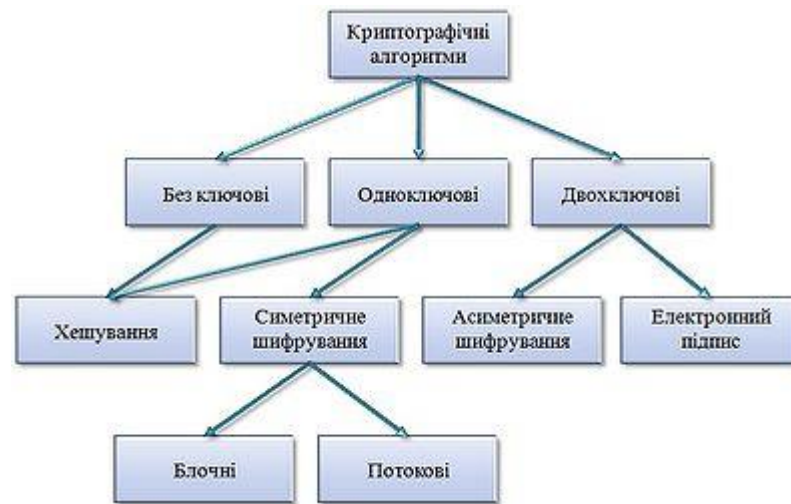 Криптографічні
алгоритми
Без ключові
Одноключові
Двохключові
Хешування
Симетричне
шифрування
Асиметричне
шифрування
Електронний
підпис
Блочні
Потокові